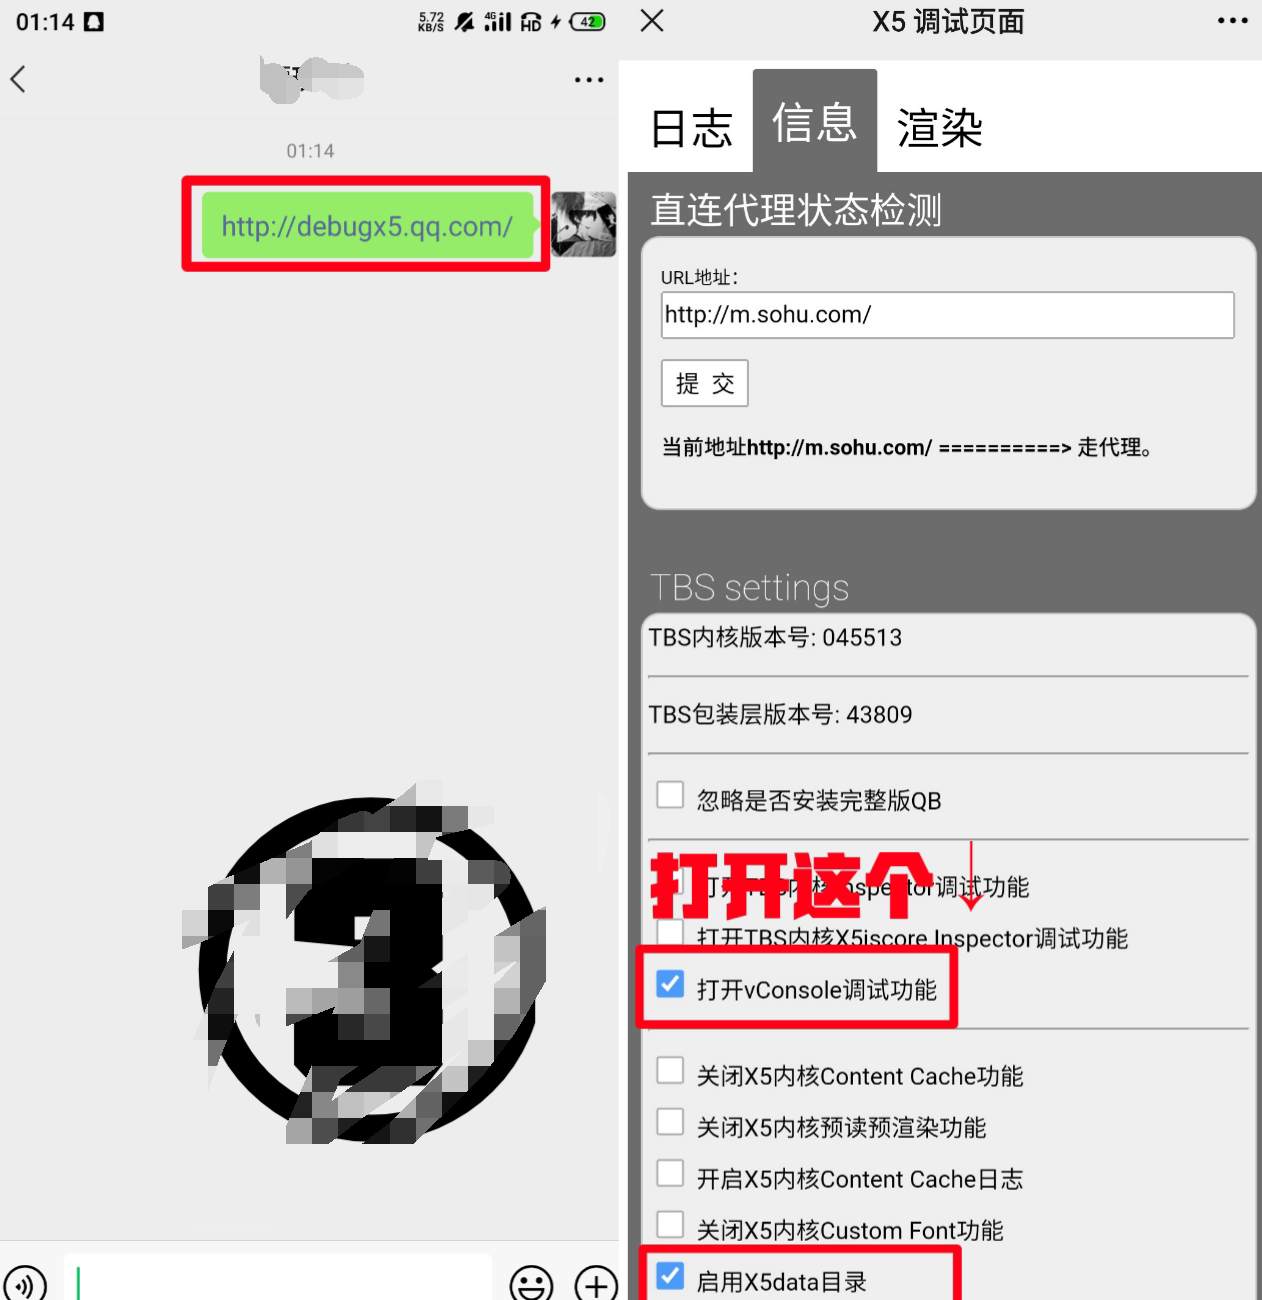 01:14
5.72
KB/S
4G
HD
42
01:14
http://debugx5.qq.com/
X5 调试页面
日志 信息 渲染
直连代理状态检测
URL地址：
http://m.sohu.com/
提 交
当前地址http://m.sohu.com/ ==========> 走代理。
TBS settings
TBS内核版本号: 045513
TBS包装层版本号: 43809
忽略是否安装完整版QB
打开这个
打开TBS内核Inspector调试功能
打开TBS内核X5jscore Inspector调试功能
打开vConsole调试功能
关闭X5内核Content Cache功能
关闭X5内核预读预渲染功能
开启X5内核Content Cache日志
关闭X5内核Custom Font功能
启用X5data目录